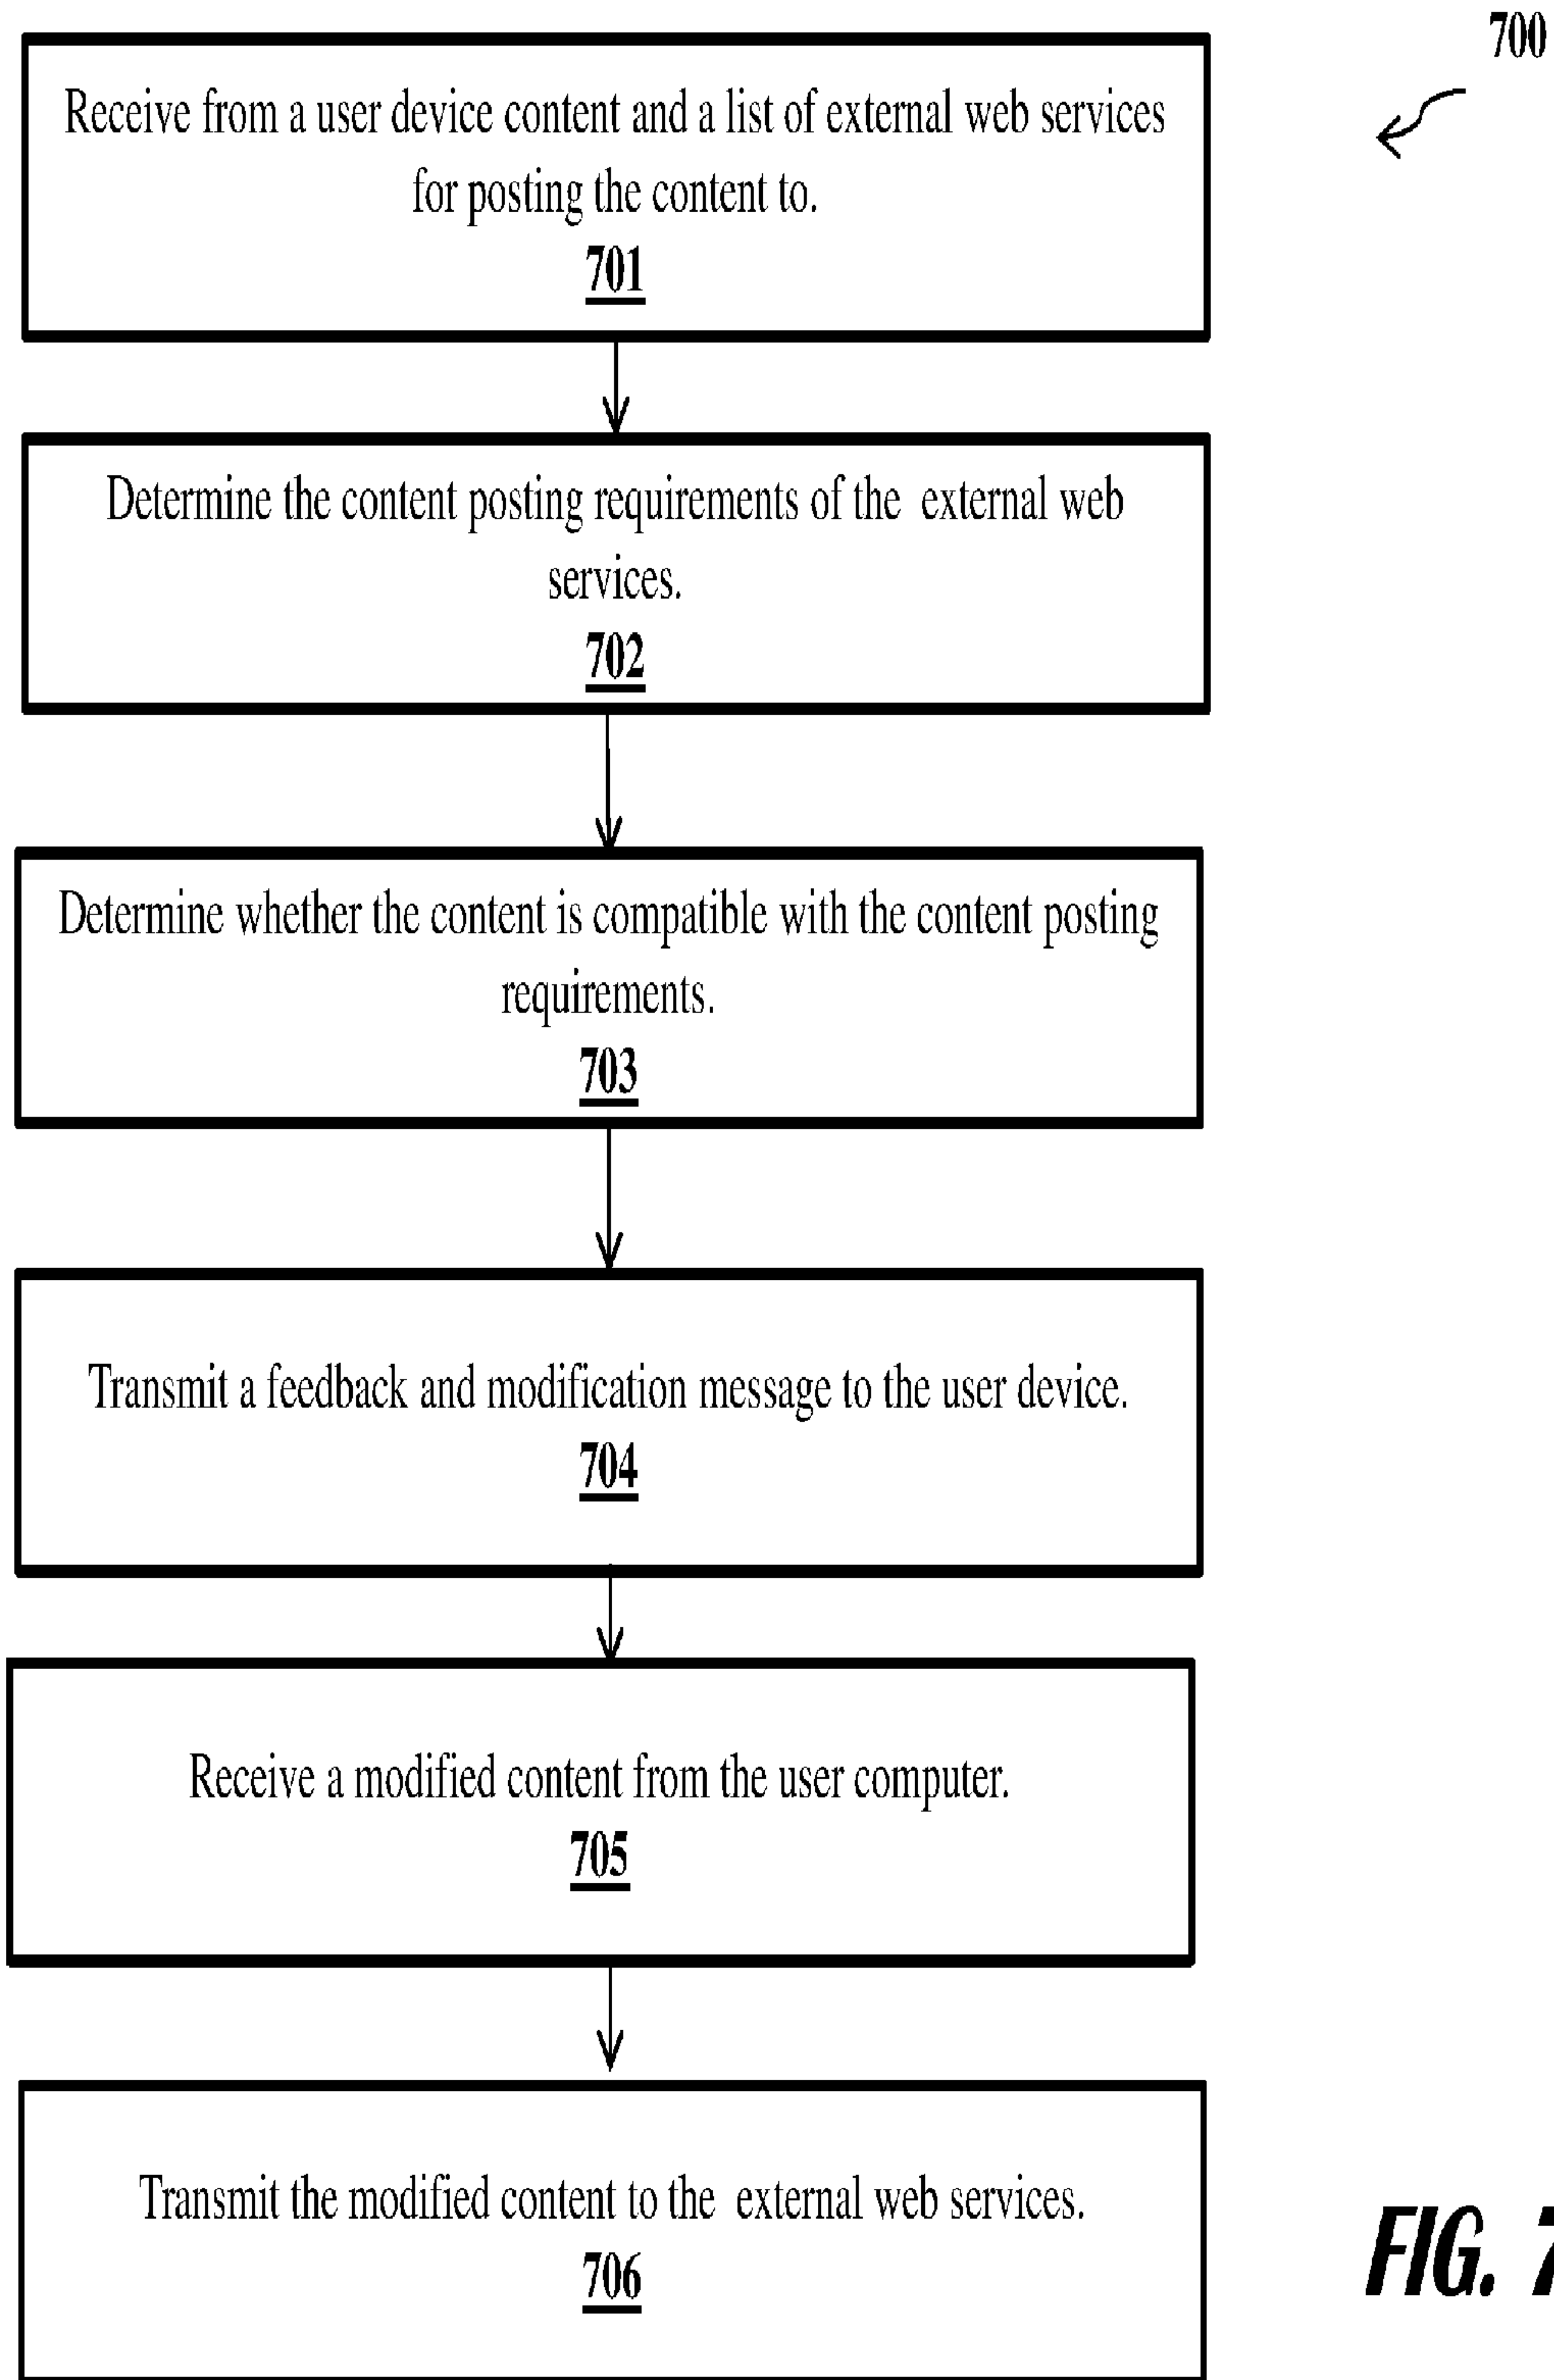 700
Receive from a user device content and a list of external web services
for posting the content to.
701
Determine the content posting requirements of the external web
services.
702
Determine whether the content is compatible with the content posting
requirements.
703
Transmit a feedback and modification message to the user device.
704
Receive a modified content from the user computer.
705
Transmit the modified content to the external web services.
706
FIG. 7